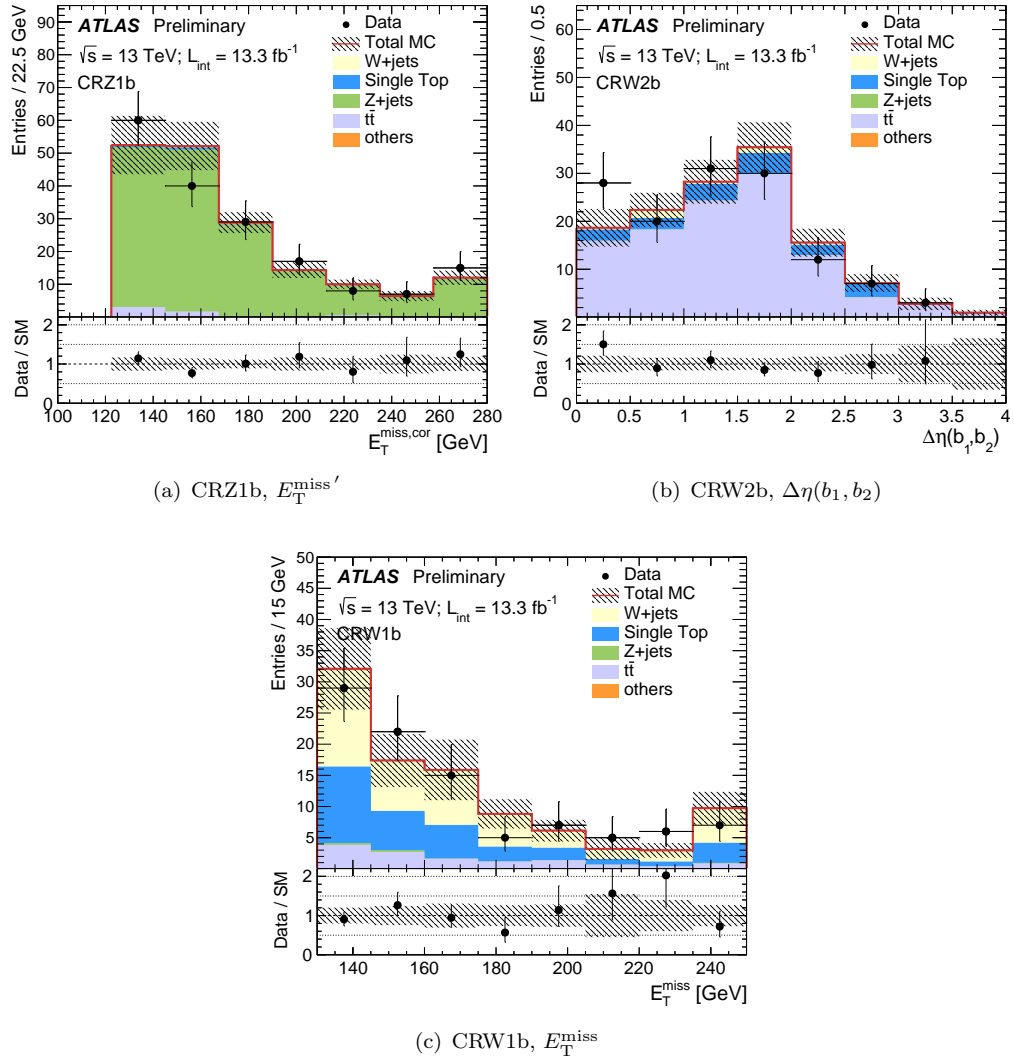 Entries / 22.5 GeV
90
80
70
60
50
40
30
20
10
ATLAS Preliminary
√s = 13 TeV; L_int = 13.3 fb⁻¹
CRZ1b
Data
Total MC
W+jets
Single Top
Z+jets
tt̄
others
Data / SM
2
1
0
100 120 140 160 180 200 220 240 260 280
E_T^miss,cor [GeV]
(a) CRZ1b, E_T^miss ′
Entries / 0.5
60
50
40
30
20
10
ATLAS Preliminary
√s = 13 TeV; L_int = 13.3 fb⁻¹
CRW2b
Data
Total MC
W+jets
Single Top
Z+jets
tt̄
others
Data / SM
2
1
0
0 0.5 1 1.5 2 2.5 3 3.5 4
Δη(b_1,b_2)
(b) CRW2b, Δη(b_1, b_2)
Entries / 15 GeV
50
45
40
35
30
25
20
15
10
5
ATLAS Preliminary
√s = 13 TeV; L_int = 13.3 fb⁻¹
CRW1b
Data
Total MC
W+jets
Single Top
Z+jets
tt̄
others
Data / SM
2
1
0
140 160 180 200 220 240
E_T^miss [GeV]
(c) CRW1b, E_T^miss